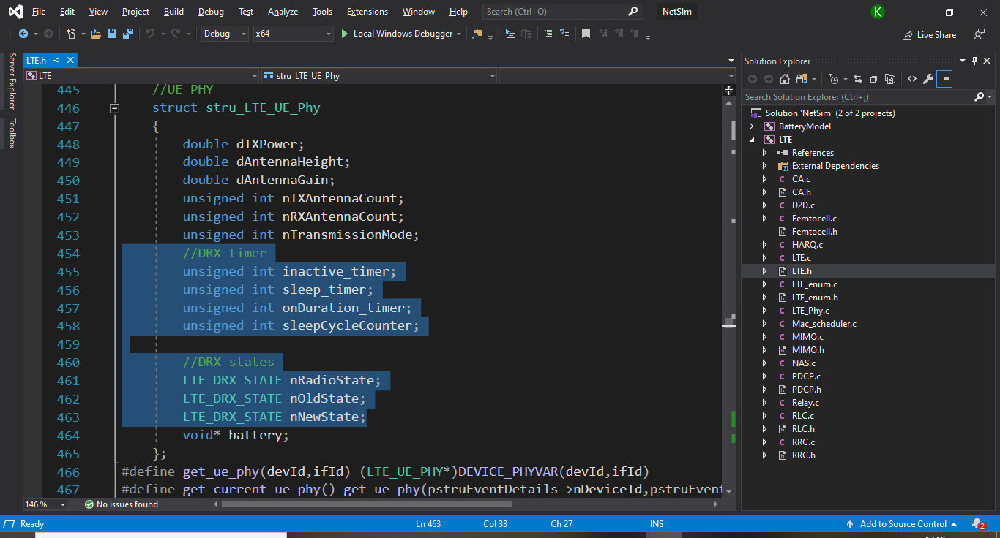 File Edit View Project Build Debug Test Analyze Tools Extensions Window Help Search (Ctrl+Q) NetSim K
Debug x64 Local Windows Debugger Live Share
Server Explorer
Toolbox
LTE.h
LTE stru_LTE_UE_Phy
445 //UE PHY
446 struct stru_LTE_UE_Phy
447 {
448 double dTXPower;
449 double dAntennaHeight;
450 double dAntennaGain;
451 unsigned int nTXAntennaCount;
452 unsigned int nRXAntennaCount;
453 unsigned int nTransmissionMode;
454 //DRX timer
455 unsigned int inactive_timer;
456 unsigned int sleep_timer;
457 unsigned int onDuration_timer;
458 unsigned int sleepCycleCounter;
459
460 //DRX states
461 LTE_DRX_STATE nRadioState;
462 LTE_DRX_STATE nOldState;
463 LTE_DRX_STATE nNewState;
464 void* battery;
465 };
466 #define get_ue_phy(devId,ifId) (LTE_UE_PHY*)DEVICE_PHYVAR(devId,ifId)
467 #define get_current_ue_phy() get_ue_phy(pstruEventDetails->nDeviceId,pstruEvent
146 % No issues found
Solution Explorer
Search Solution Explorer (Ctrl+;)
Solution 'NetSim' (2 of 2 projects)
BatteryModel
LTE
References
External Dependencies
CA.c
CA.h
D2D.c
Femtocell.c
Femtocell.h
HARQ.c
LTE.c
LTE.h
LTE_enum.c
LTE_enum.h
LTE_Phy.c
Mac_scheduler.c
MIMO.c
MIMO.h
NAS.c
PDCP.c
PDCP.h
Relay.c
RLC.c
RLC.h
RRC.c
RRC.h
Ready Ln 463 Col 33 Ch 27 INS Add to Source Control 2